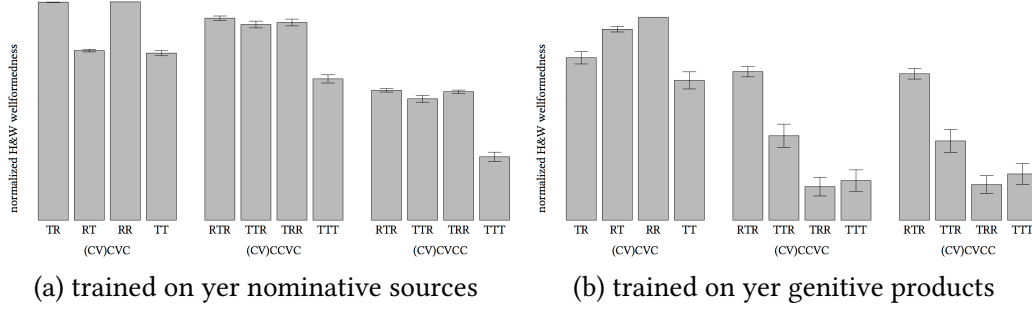 normalized H&W wellformedness
TR RT RR TT RTR TTR TRR TTT RTR TTR TRR TTT
(CV)CVC (CV)CCVC (CV)CVCC
(a) trained on yer nominative sources
normalized H&W wellformedness
TR RT RR TT RTR TTR TRR TTT RTR TTR TRR TTT
(CV)CVC (CV)CCVC (CV)CVCC
(b) trained on yer genitive products